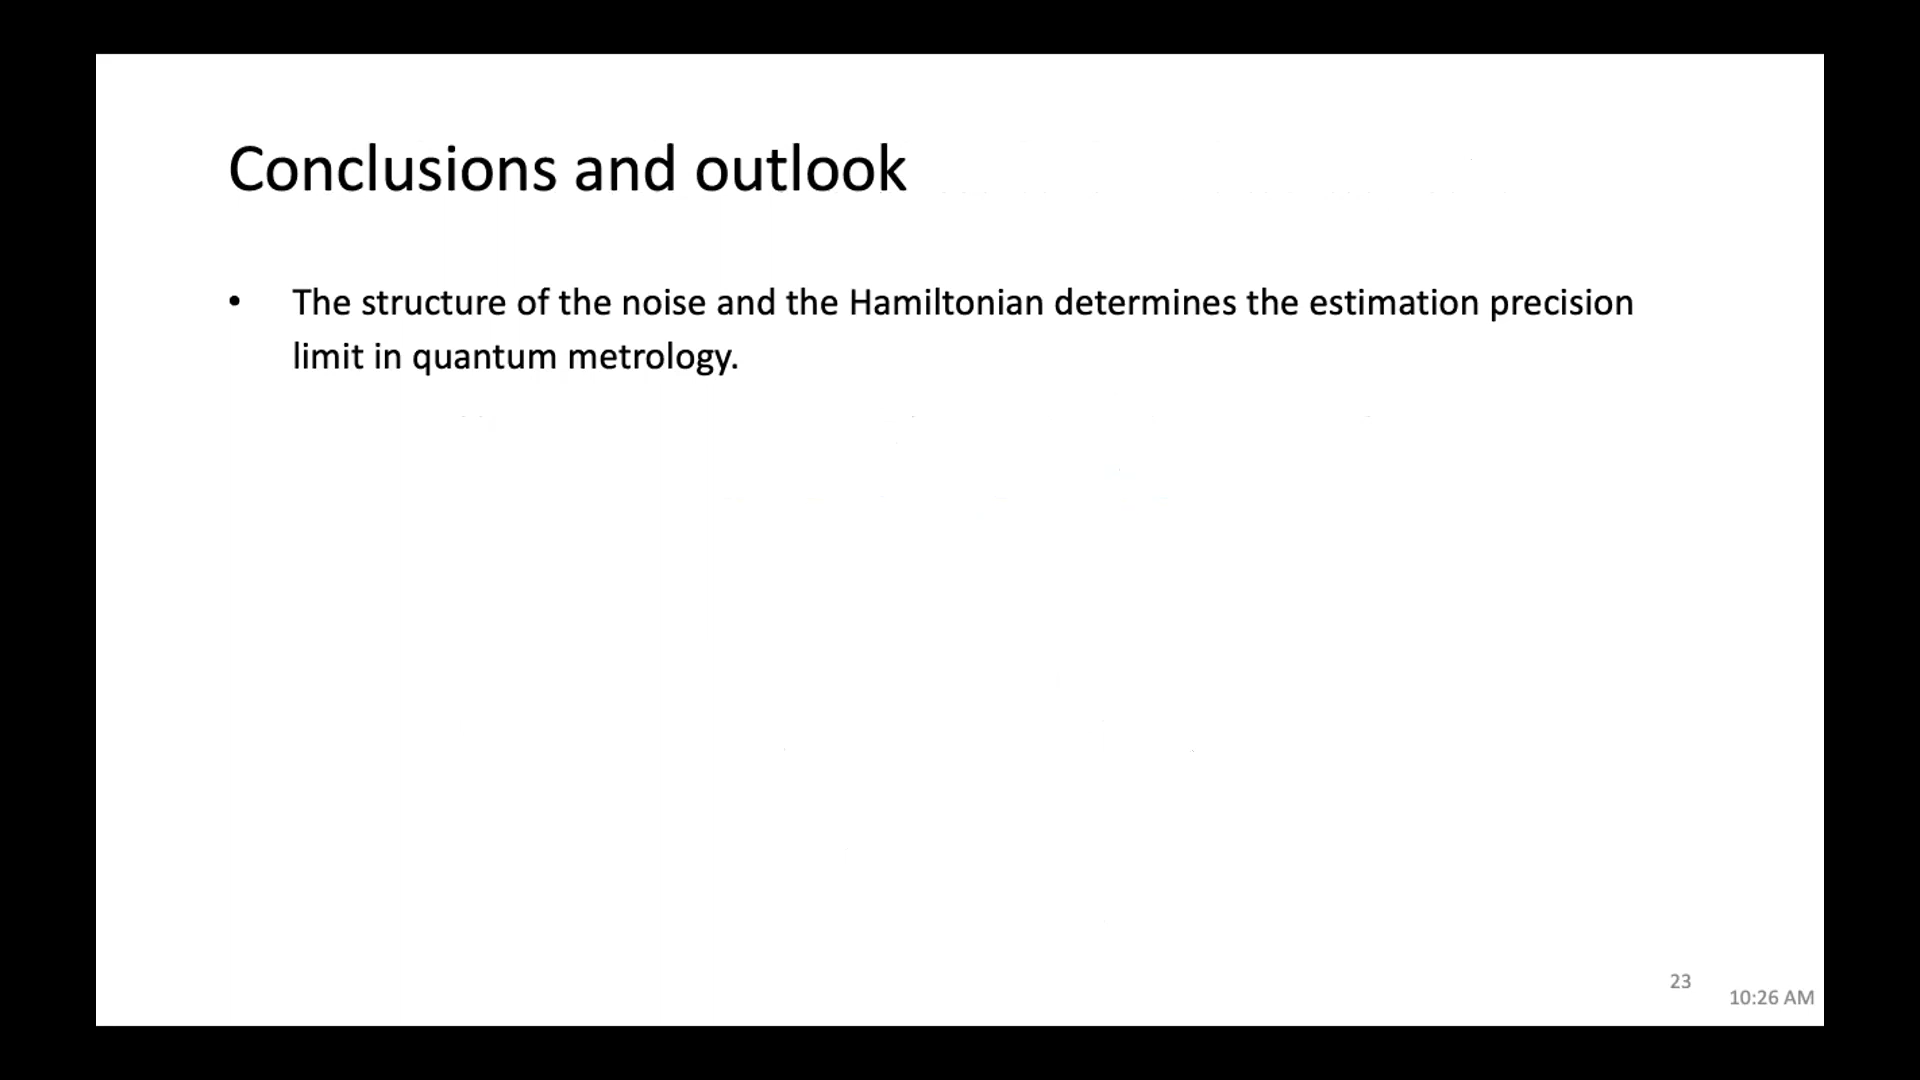 Conclusions and outlook
• The structure of the noise and the Hamiltonian determines the estimation precision
limit in quantum metrology.
23
10:26 AM